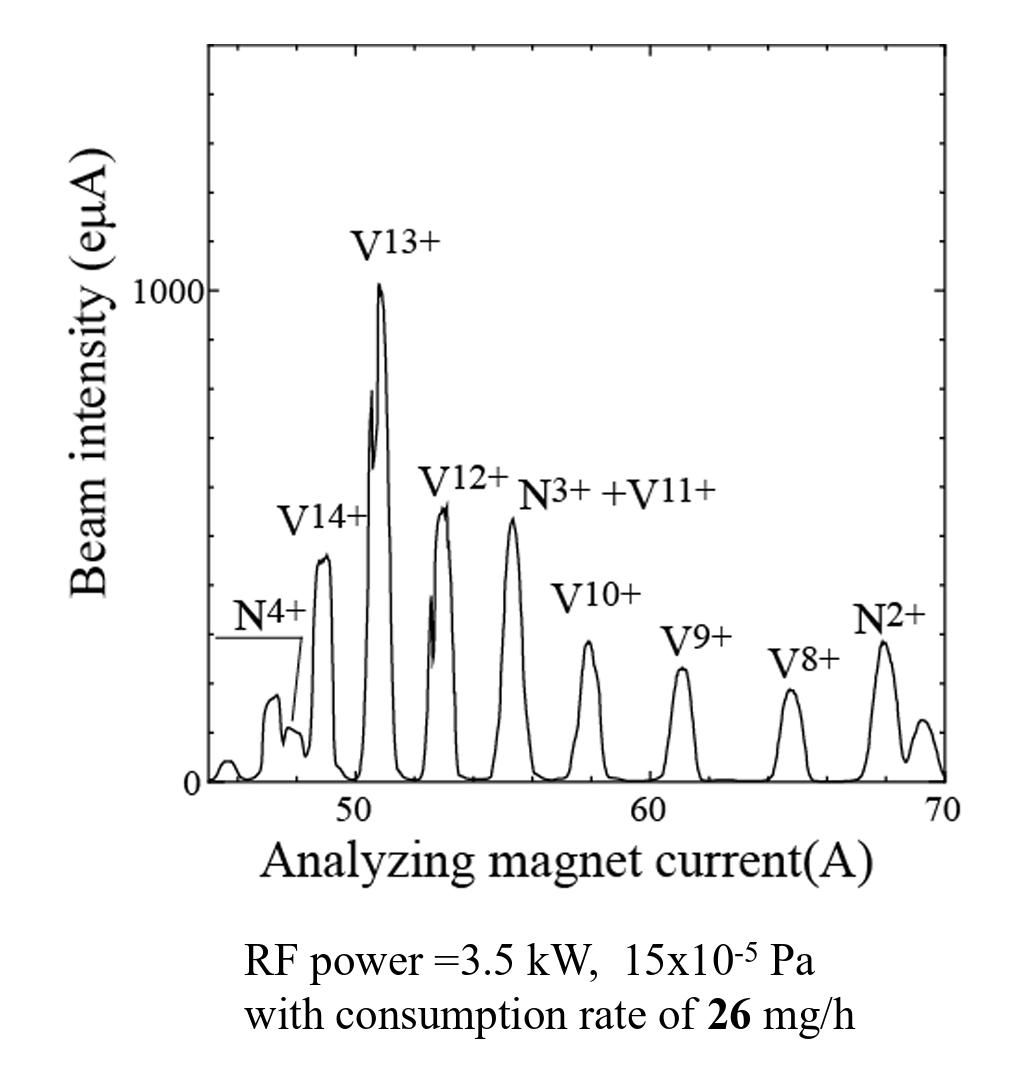 V13+
1000
Beam intensity (eμA)
V12+
N3+ +V11+
V14+
V10+
N4+
N2+
V9+
V8+
0
50
60
70
Analyzing magnet current(A)
RF power =3.5 kW, 15x10-5 Pa
with consumption rate of 26 mg/h